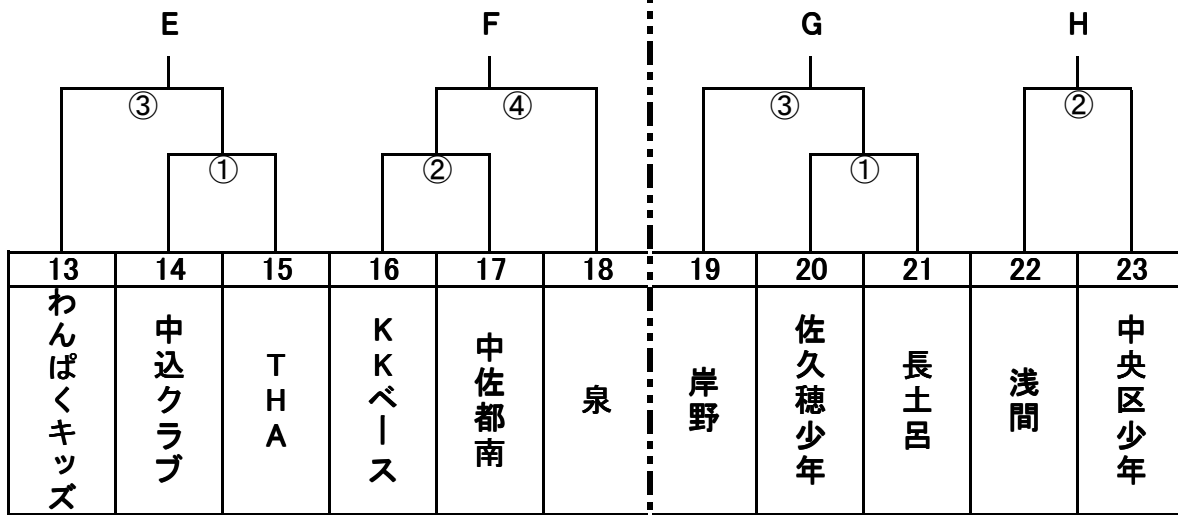 E F G H
③ ④ ③ ②
① ② ①
13 14 15 16 17 18 19 20 21 22 23
わんぱくキッズ
中込クラブ
THA
KKベース
中佐都南
泉
岸野
佐久穂少年
長土呂
浅間
中央区少年